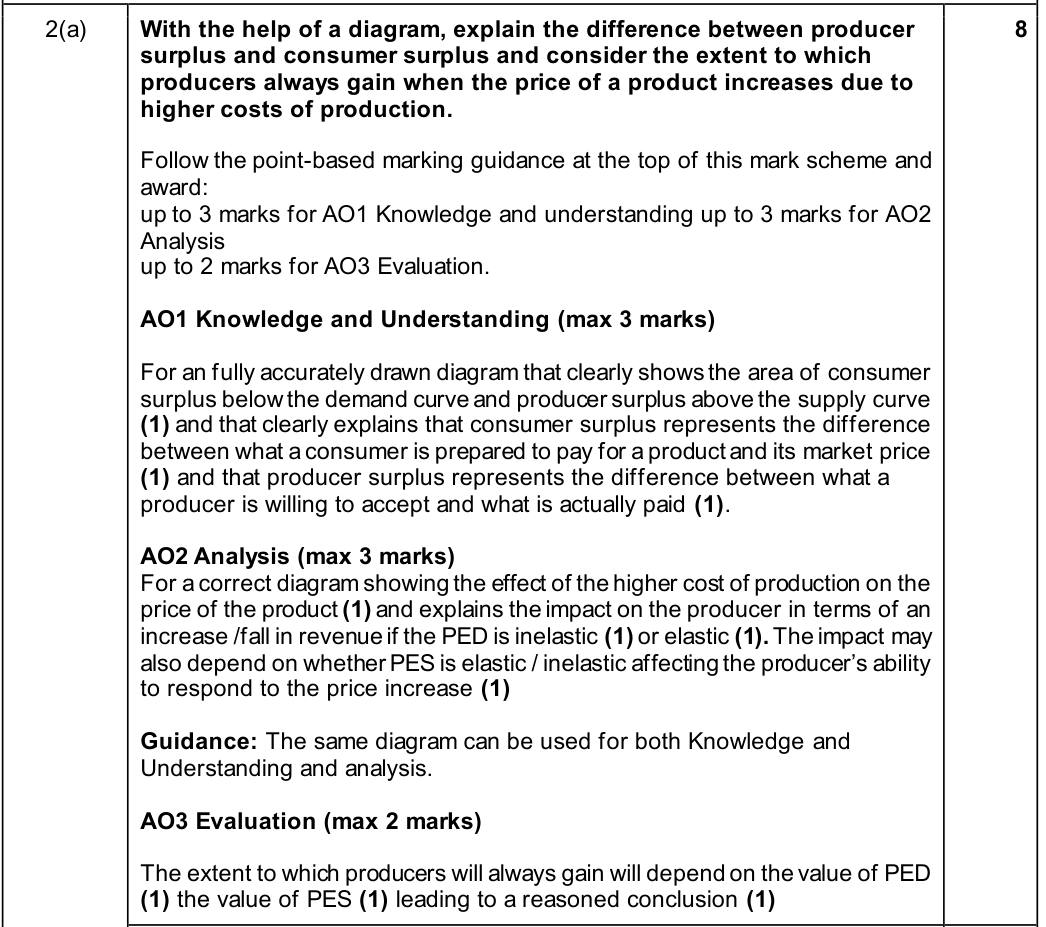 2(a) With the help of a diagram, explain the difference between producer 8
surplus and consumer surplus and consider the extent to which
producers always gain when the price of a product increases due to
higher costs of production.
Follow the point-based marking guidance at the top of this mark scheme and
award:
up to 3 marks for AO1 Knowledge and understanding up to 3 marks for AO2
Analysis
up to 2 marks for AO3 Evaluation.
AO1 Knowledge and Understanding (max 3 marks)
For an fully accurately drawn diagram that clearly shows the area of consumer
surplus below the demand curve and producer surplus above the supply curve
(1) and that clearly explains that consumer surplus represents the difference
between what a consumer is prepared to pay for a product and its market price
(1) and that producer surplus represents the difference between what a
producer is willing to accept and what is actually paid (1).
AO2 Analysis (max 3 marks)
For a correct diagram showing the effect of the higher cost of production on the
price of the product (1) and explains the impact on the producer in terms of an
increase /fall in revenue if the PED is inelastic (1) or elastic (1). The impact may
also depend on whether PES is elastic / inelastic affecting the producer's ability
to respond to the price increase (1)
Guidance: The same diagram can be used for both Knowledge and
Understanding and analysis.
AO3 Evaluation (max 2 marks)
The extent to which producers will always gain will depend on the value of PED
(1) the value of PES (1) leading to a reasoned conclusion (1)